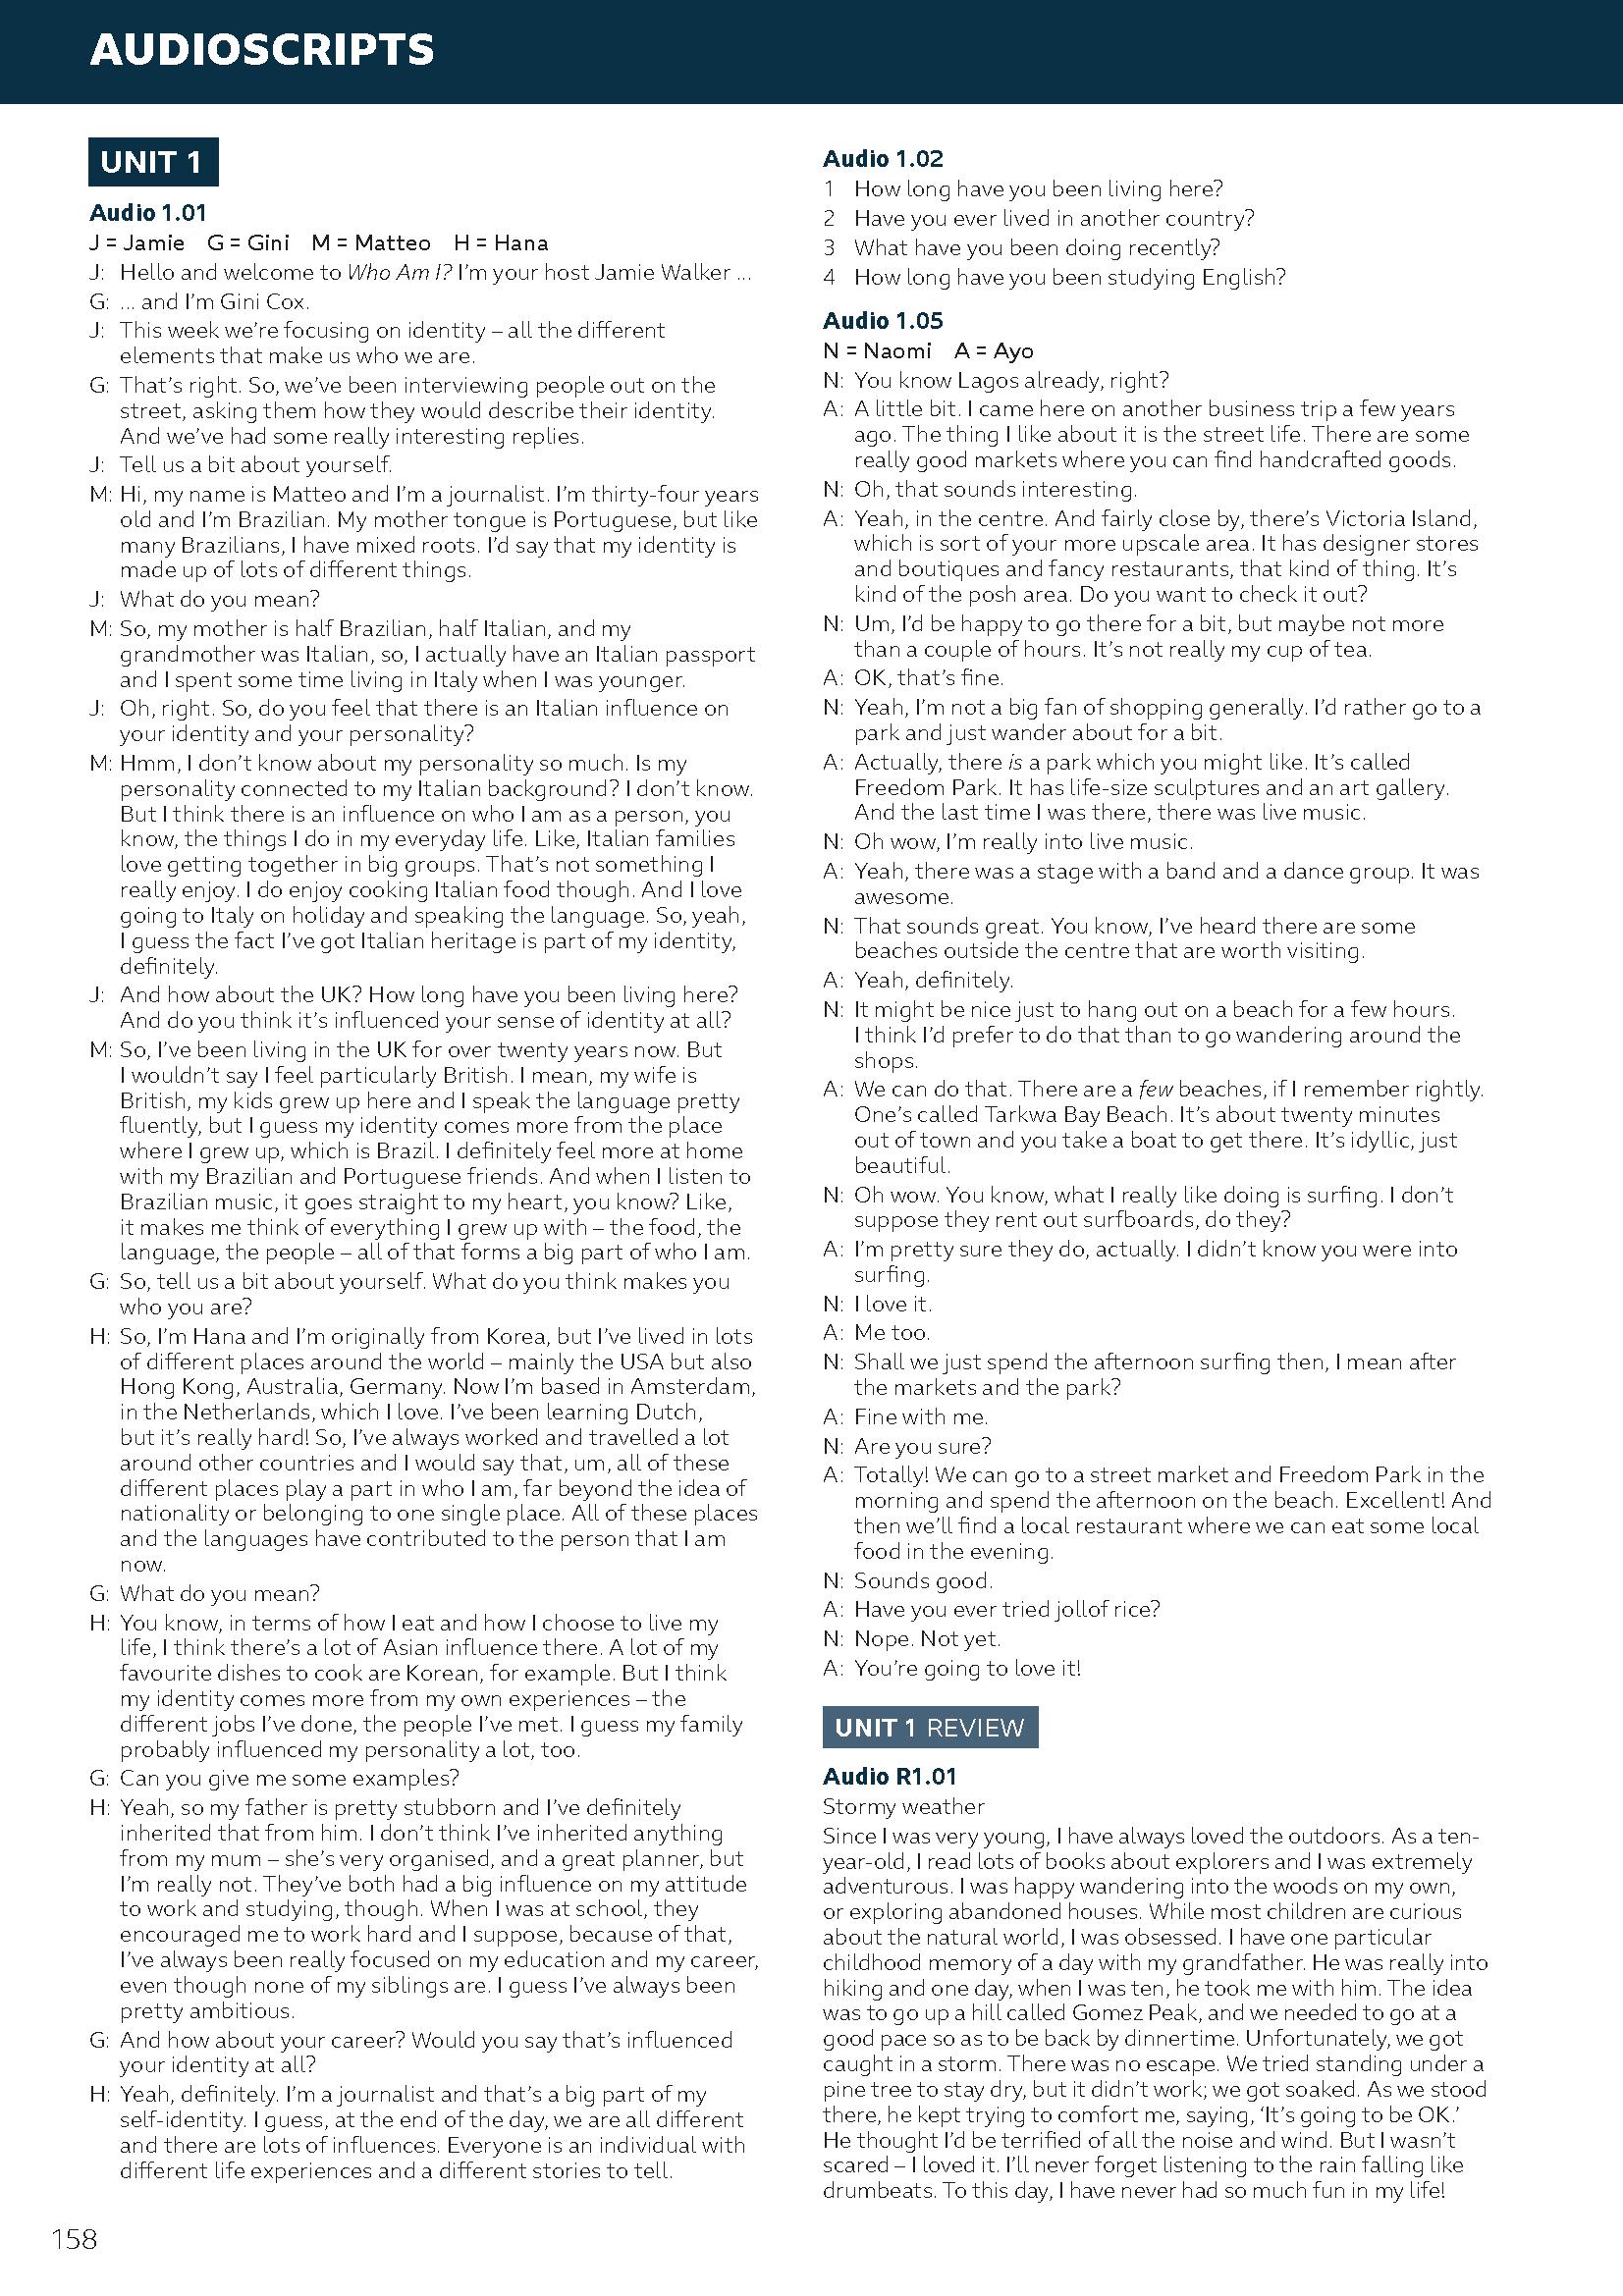 AUDIOSCRIPTS
UNIT 1
Audio 1.01
J = Jamie G = Gini M = Matteo H = Hana
J: Hello and welcome to Who Am I? I’m your host Jamie Walker ...
G: ... and I’m Gini Cox.
J: This week we’re focusing on identity – all the different
elements that make us who we are.
G: That’s right. So, we’ve been interviewing people out on the
street, asking them how they would describe their identity.
And we’ve had some really interesting replies.
J: Tell us a bit about yourself.
M: Hi, my name is Matteo and I’m a journalist. I’m thirty-four years
old and I’m Brazilian. My mother tongue is Portuguese, but like
many Brazilians, I have mixed roots. I’d say that my identity is
made up of lots of different things.
J: What do you mean?
M: So, my mother is half Brazilian, half Italian, and my
grandmother was Italian, so, I actually have an Italian passport
and I spent some time living in Italy when I was younger.
J: Oh, right. So, do you feel that there is an Italian influence on
your identity and your personality?
M: Hmm, I don’t know about my personality so much. Is my
personality connected to my Italian background? I don’t know.
But I think there is an influence on who I am as a person, you
know, the things I do in my everyday life. Like, Italian families
love getting together in big groups. That’s not something I
really enjoy. I do enjoy cooking Italian food though. And I love
going to Italy on holiday and speaking the language. So, yeah,
I guess the fact I’ve got Italian heritage is part of my identity,
definitely.
J: And how about the UK? How long have you been living here?
And do you think it’s influenced your sense of identity at all?
M: So, I’ve been living in the UK for over twenty years now. But
I wouldn’t say I feel particularly British. I mean, my wife is
British, my kids grew up here and I speak the language pretty
fluently, but I guess my identity comes more from the place
where I grew up, which is Brazil. I definitely feel more at home
with my Brazilian and Portuguese friends. And when I listen to
Brazilian music, it goes straight to my heart, you know? Like,
it makes me think of everything I grew up with – the food, the
language, the people – all of that forms a big part of who I am.
G: So, tell us a bit about yourself. What do you think makes you
who you are?
H: So, I’m Hana and I’m originally from Korea, but I’ve lived in lots
of different places around the world – mainly the USA but also
Hong Kong, Australia, Germany. Now I’m based in Amsterdam,
in the Netherlands, which I love. I’ve been learning Dutch,
but it’s really hard! So, I’ve always worked and travelled a lot
around other countries and I would say that, um, all of these
different places play a part in who I am, far beyond the idea of
nationality or belonging to one single place. All of these places
and the languages have contributed to the person that I am
now.
G: What do you mean?
H: You know, in terms of how I eat and how I choose to live my
life, I think there’s a lot of Asian influence there. A lot of my
favourite dishes to cook are Korean, for example. But I think
my identity comes more from my own experiences – the
different jobs I’ve done, the people I’ve met. I guess my family
probably influenced my personality a lot, too.
G: Can you give me some examples?
H: Yeah, so my father is pretty stubborn and I’ve definitely
inherited that from him. I don’t think I’ve inherited anything
from my mum – she’s very organised, and a great planner, but
I’m really not. They’ve both had a big influence on my attitude
to work and studying, though. When I was at school, they
encouraged me to work hard and I suppose, because of that,
I’ve always been really focused on my education and my career,
even though none of my siblings are. I guess I’ve always been
pretty ambitious.
G: And how about your career? Would you say that’s influenced
your identity at all?
H: Yeah, definitely. I’m a journalist and that’s a big part of my
self-identity. I guess, at the end of the day, we are all different
and there are lots of influences. Everyone is an individual with
different life experiences and a different stories to tell.
Audio 1.02
1 How long have you been living here?
2 Have you ever lived in another country?
3 What have you been doing recently?
4 How long have you been studying English?
Audio 1.05
N = Naomi A = Ayo
N: You know Lagos already, right?
A: A little bit. I came here on another business trip a few years
ago. The thing I like about it is the street life. There are some
really good markets where you can find handcrafted goods.
N: Oh, that sounds interesting.
A: Yeah, in the centre. And fairly close by, there’s Victoria Island,
which is sort of your more upscale area. It has designer stores
and boutiques and fancy restaurants, that kind of thing. It’s
kind of the posh area. Do you want to check it out?
N: Um, I’d be happy to go there for a bit, but maybe not more
than a couple of hours. It’s not really my cup of tea.
A: OK, that’s fine.
N: Yeah, I’m not a big fan of shopping generally. I’d rather go to a
park and just wander about for a bit.
A: Actually, there is a park which you might like. It’s called
Freedom Park. It has life-size sculptures and an art gallery.
And the last time I was there, there was live music.
N: Oh wow, I’m really into live music.
A: Yeah, there was a stage with a band and a dance group. It was
awesome.
N: That sounds great. You know, I’ve heard there are some
beaches outside the centre that are worth visiting.
A: Yeah, definitely.
N: It might be nice just to hang out on a beach for a few hours.
I think I’d prefer to do that than to go wandering around the
shops.
A: We can do that. There are a few beaches, if I remember rightly.
One’s called Tarkwa Bay Beach. It’s about twenty minutes
out of town and you take a boat to get there. It’s idyllic, just
beautiful.
N: Oh wow. You know, what I really like doing is surfing. I don’t
suppose they rent out surfboards, do they?
A: I’m pretty sure they do, actually. I didn’t know you were into
surfing.
N: I love it.
A: Me too.
N: Shall we just spend the afternoon surfing then, I mean after
the markets and the park?
A: Fine with me.
N: Are you sure?
A: Totally! We can go to a street market and Freedom Park in the
morning and spend the afternoon on the beach. Excellent! And
then we’ll find a local restaurant where we can eat some local
food in the evening.
N: Sounds good.
A: Have you ever tried jollof rice?
N: Nope. Not yet.
A: You’re going to love it!
UNIT 1 REVIEW
Audio R1.01
Stormy weather
Since I was very young, I have always loved the outdoors. As a ten-
year-old, I read lots of books about explorers and I was extremely
adventurous. I was happy wandering into the woods on my own,
or exploring abandoned houses. While most children are curious
about the natural world, I was obsessed. I have one particular
childhood memory of a day with my grandfather. He was really into
hiking and one day, when I was ten, he took me with him. The idea
was to go up a hill called Gomez Peak, and we needed to go at a
good pace so as to be back by dinnertime. Unfortunately, we got
caught in a storm. There was no escape. We tried standing under a
pine tree to stay dry, but it didn’t work; we got soaked. As we stood
there, he kept trying to comfort me, saying, ‘It’s going to be OK.’
He thought I’d be terrified of all the noise and wind. But I wasn’t
scared – I loved it. I’ll never forget listening to the rain falling like
drumbeats. To this day, I have never had so much fun in my life!
158